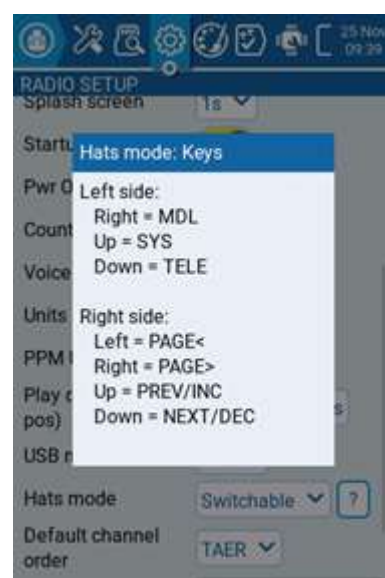 25 Nov
09:39
RADIO SETUP
Splash screen 1s
Hats mode: Keys
Left side:
Right = MDL
Up = SYS
Down = TELE
Right side:
Left = PAGE<
Right = PAGE>
Up = PREV/INC
Down = NEXT/DEC
Startu
Pwr O
Count
Voice
Units
PPM
Play
pos) s
USB
Hats mode Switchable ?
Default channel
order TAER